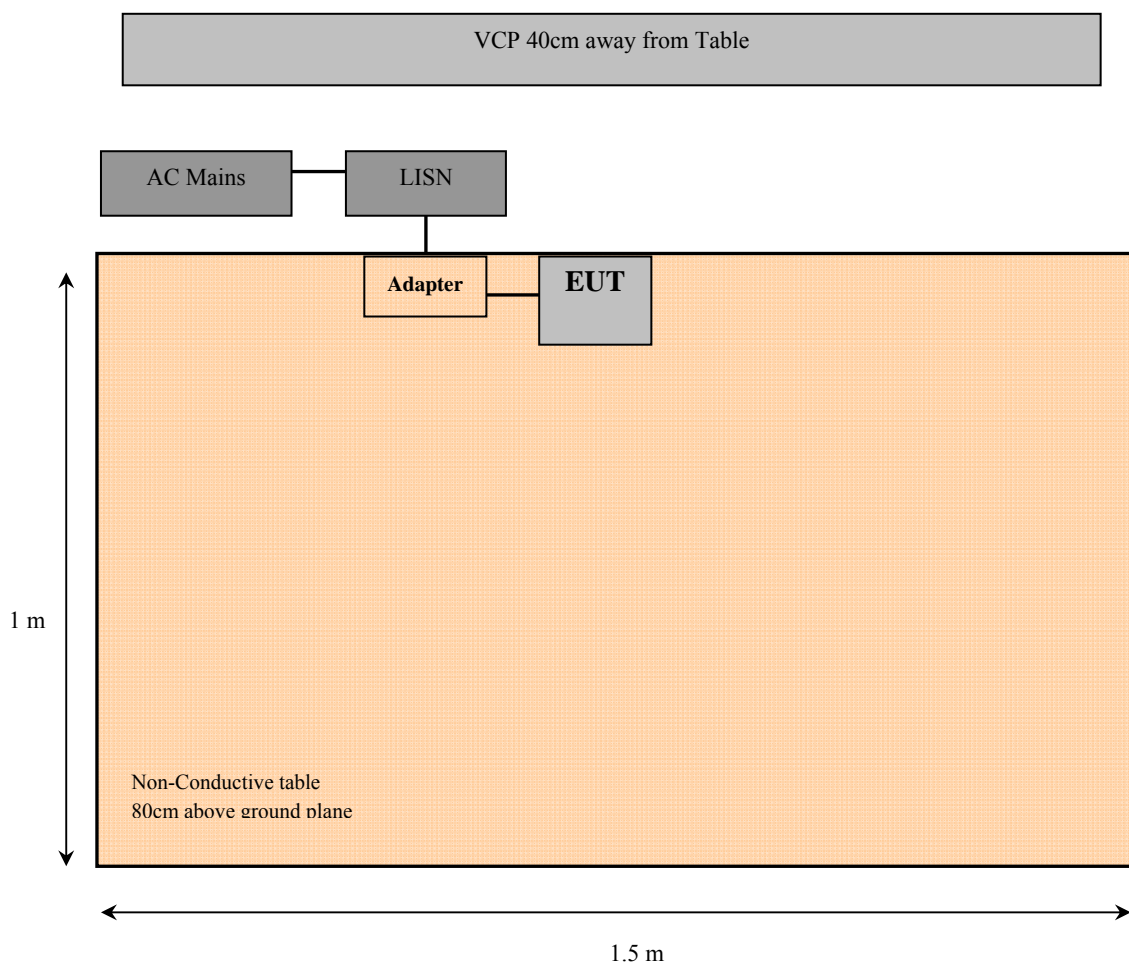 VCP 40cm away from Table
AC Mains
LISN
Adapter
EUT
1 m
Non-Conductive table
80cm above ground plane
1.5 m